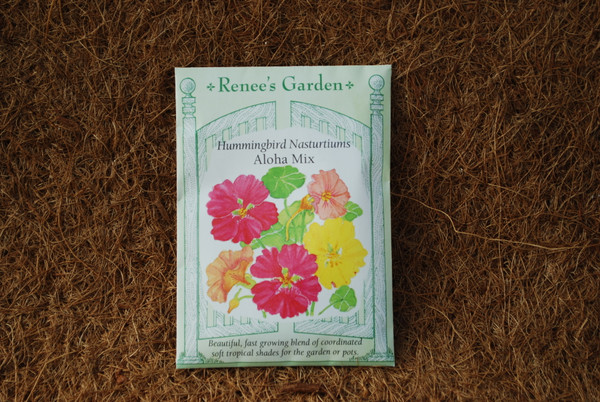 Renee's Garden
Hummingbird Nasturtiums
Aloha Mix
Beautiful, fast growing blend of coordinated
soft tropical shades for the garden or pots.